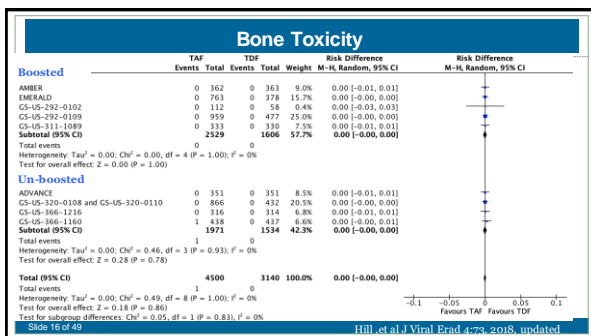 Bone Toxicity
TAF TDF Risk Difference Risk Difference
Boosted Events Total Events Total Weight M-H, Random, 95% CI M-H, Random, 95% CI
AMBER 0 362 0 363 9.0% 0.00 [-0.01, 0.01]
EMERALD 0 763 0 378 15.7% 0.00 [-0.00, 0.00]
GS-US-292-0102 0 112 0 58 0.4% 0.00 [-0.03, 0.03]
GS-US-292-0109 0 959 0 477 25.0% 0.00 [-0.00, 0.00]
GS-US-311-1089 0 333 0 330 7.5% 0.00 [-0.01, 0.01]
Subtotal (95% CI) 2529 1606 57.7% 0.00 [-0.00, 0.00]
Total events 0 0
Heterogeneity: Tau² = 0.00; Chi² = 0.00, df = 4 (P = 1.00); I² = 0%
Test for overall effect: Z = 0.00 (P = 1.00)
Un-boosted
ADVANCE 0 351 0 351 8.5% 0.00 [-0.01, 0.01]
GS-US-320-0108 and GS-US-320-0110 0 866 0 432 20.5% 0.00 [-0.00, 0.00]
GS-US-366-1216 0 316 0 314 6.8% 0.00 [-0.01, 0.01]
GS-US-366-1160 1 438 0 437 6.6% 0.00 [-0.00, 0.01]
Subtotal (95% CI) 1971 1534 42.3% 0.00 [-0.00, 0.00]
Total events 1 0
Heterogeneity: Tau² = 0.00; Chi² = 0.46, df = 3 (P = 0.93); I² = 0%
Test for overall effect: Z = 0.28 (P = 0.78)
Total (95% CI) 4500 3140 100.0% 0.00 [-0.00, 0.00]
Total events 1 0
Heterogeneity: Tau² = 0.00; Chi² = 0.49, df = 8 (P = 1.00); I² = 0%
Test for overall effect: Z = 0.18 (P = 0.86)
Test for subgroup differences: Chi² = 0.05, df = 1 (P = 0.83), I² = 0%
-0.1 -0.05 0 0.05 0.1
Favours TAF Favours TDF
Slide 16 of 49
Hill ,et al J Viral Erad 4:73, 2018, updated